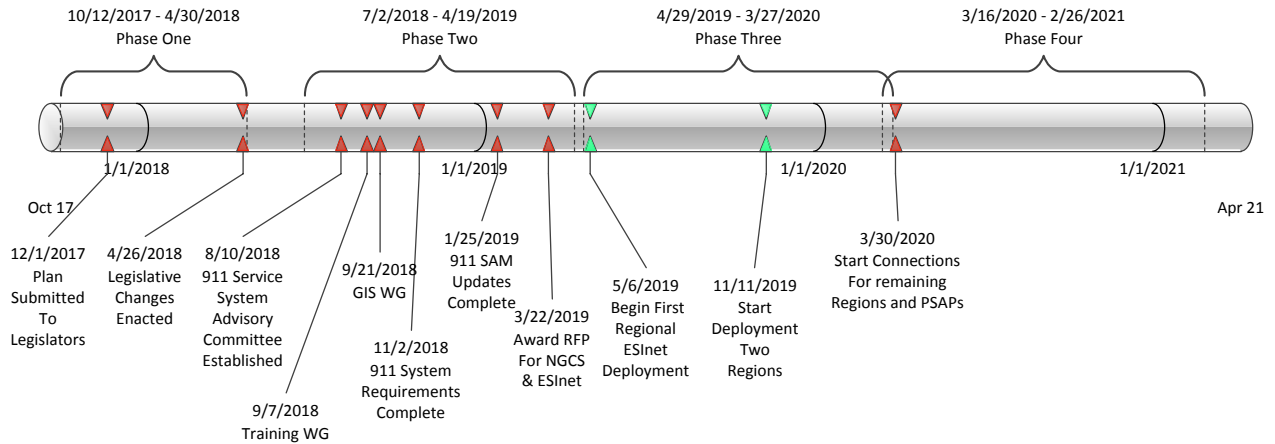 10/12/2017 - 4/30/2018
Phase One
7/2/2018 - 4/19/2019
Phase Two
4/29/2019 - 3/27/2020
Phase Three
3/16/2020 - 2/26/2021
Phase Four
1/1/2018
1/1/2019
1/1/2020
1/1/2021
Oct 17
Apr 21
12/1/2017
Plan
Submitted
To
Legislators
4/26/2018
Legislative
Changes
Enacted
8/10/2018
911 Service
System
Advisory
Committee
Established
9/7/2018
Training WG
9/21/2018
GIS WG
11/2/2018
911 System
Requirements
Complete
1/25/2019
911 SAM
Updates
Complete
3/22/2019
Award RFP
For NGCS
& ESInet
5/6/2019
Begin First
Regional
ESInet
Deployment
11/11/2019
Start
Deployment
Two
Regions
3/30/2020
Start Connections
For remaining
Regions and PSAPs